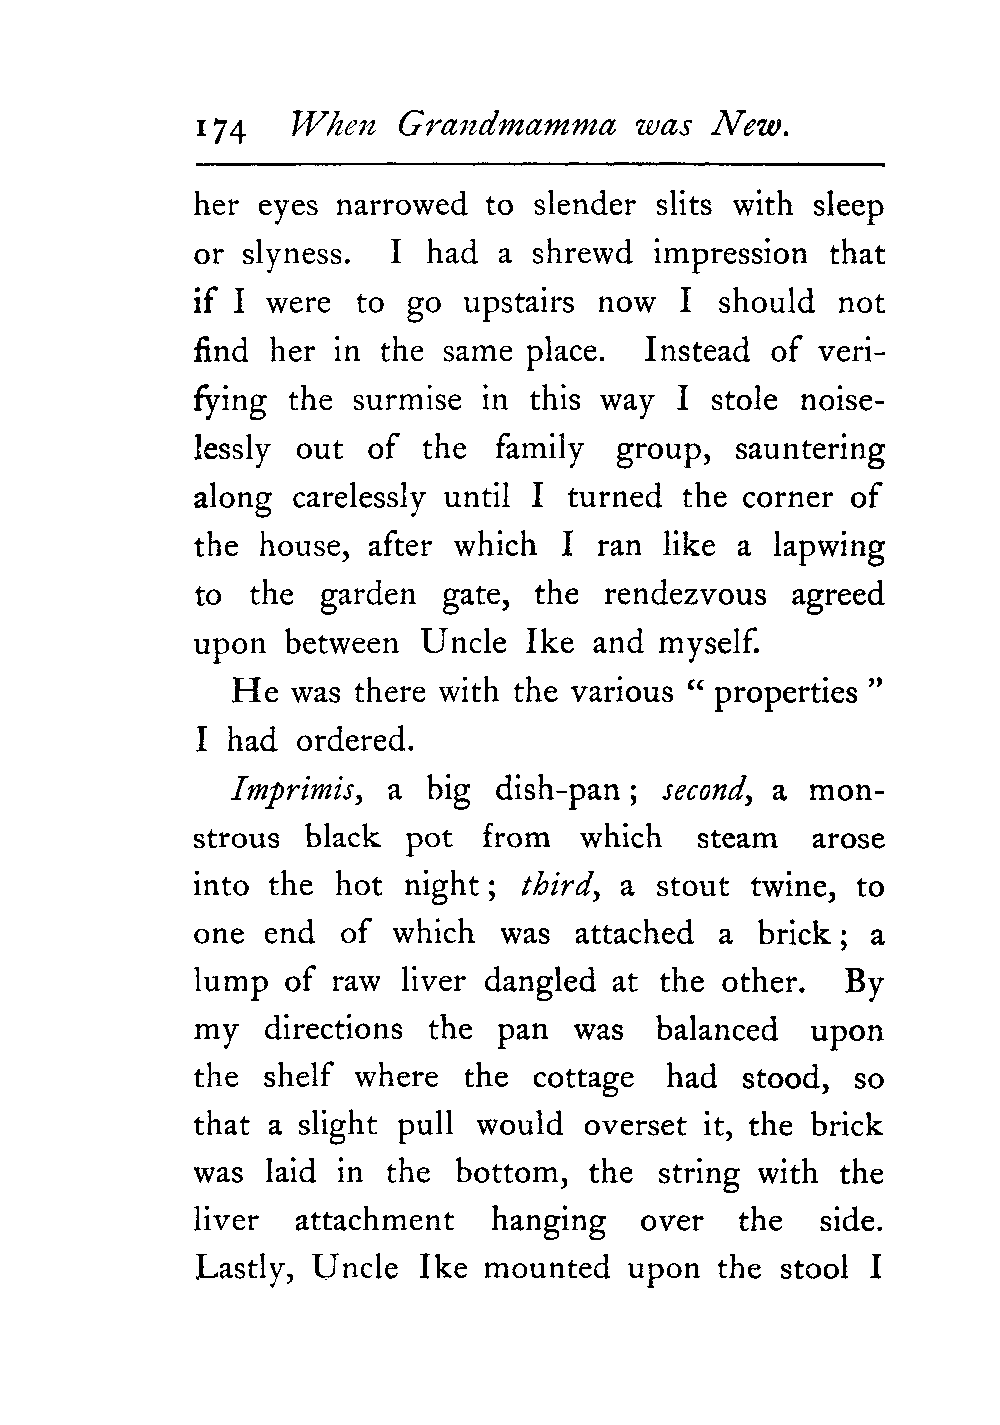 174 When Grandmamma was New.
her eyes narrowed to slender slits with sleep
or slyness. I had a shrewd impression that
if I were to go upstairs now I should not
find her in the same place. Instead of veri-
fying the surmise in this way I stole noise-
lessly out of the family group, sauntering
along carelessly until I turned the corner of
the house, after which I ran like a lapwing
to the garden gate, the rendezvous agreed
upon between Uncle Ike and myself.
He was there with the various “ properties ”
I had ordered.
Imprimis, a big dish-pan ; second, a mon-
strous black pot from which steam arose
into the hot night ; third, a stout twine, to
one end of which was attached a brick ; a
lump of raw liver dangled at the other. By
my directions the pan was balanced upon
the shelf where the cottage had stood, so
that a slight pull would overset it, the brick
was laid in the bottom, the string with the
liver attachment hanging over the side.
Lastly, Uncle Ike mounted upon the stool I